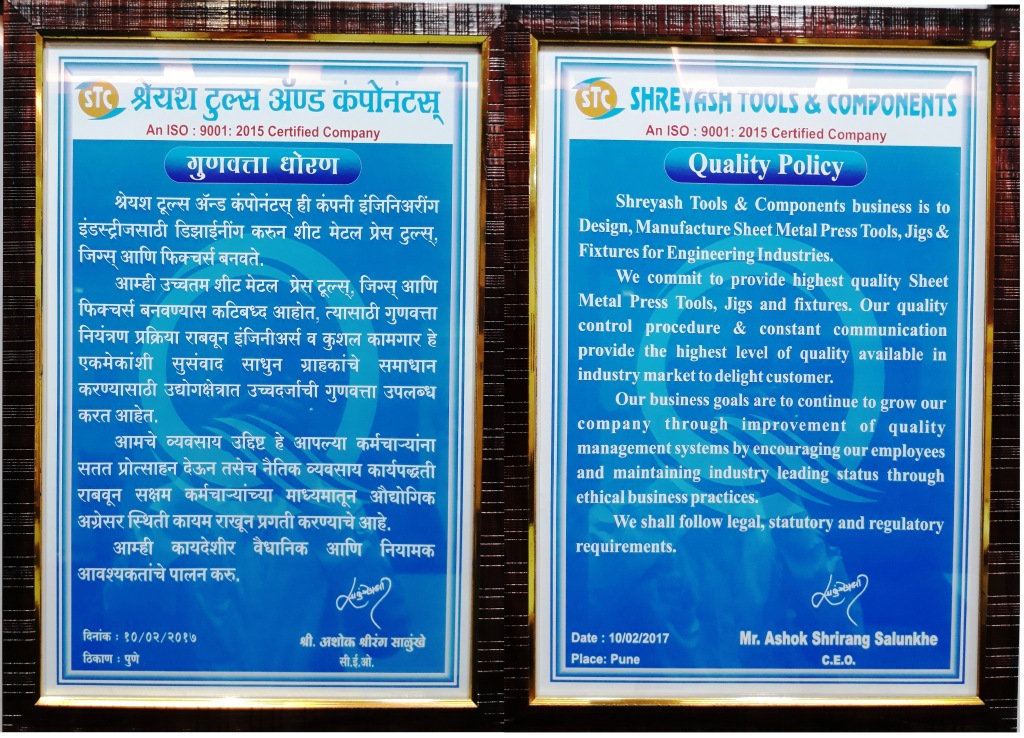 STC श्रेयश टुल्स अ‍ॅण्ड कंपोनंटस्
An ISO : 9001: 2015 Certified Company
गुणवत्ता धोरण
श्रेयश टूल्स अ‍ॅन्ड कंपोनंटस् ही कंपनी इंजिनिअरींग
इंडस्ट्रीजसाठी डिझाईनींग करुन शीट मेटल प्रेस टुल्स्,
जिग्स् आणि फिक्चर्स बनवते.
आम्ही उच्चतम शीट मेटल प्रेस टूल्स्, जिग्स् आणि
फिक्चर्स बनवण्यास कटिबध्द आहोत, त्यासाठी गुणवत्ता
नियंत्रण प्रक्रिया राबवून इंजिनीअर्स व कुशल कामगार हे
एकमेकांशी सुसंवाद साधुन ग्राहकांचे समाधान
करण्यासाठी उद्योगक्षेत्रात उच्चदर्जाची गुणवत्ता उपलब्ध
करत आहेत.
आमचे व्यवसाय उद्दिष्ट हे आपल्या कर्मचाऱ्यांना
सतत प्रोत्साहन देऊन तसेच नैतिक व्यवसाय कार्यपद्धती
राबवून सक्षम कर्मचाऱ्यांच्या माध्यमातून औद्योगिक
अग्रेसर स्थिती कायम राखून प्रगती करण्याचे आहे.
आम्ही कायदेशीर वैधानिक आणि नियामक
आवश्यकतांचे पालन करु.
दिनांक : १०/०२/२०१७
श्री. अशोक श्रीरंग साळुंखे
ठिकाण : पुणे
सी.ई.ओ.
STC SHREYASH TOOLS & COMPONENTS
An ISO : 9001: 2015 Certified Company
Quality Policy
Shreyash Tools & Components business is to
Design, Manufacture Sheet Metal Press Tools, Jigs &
Fixtures for Engineering Industries.
We commit to provide highest quality Sheet
Metal Press Tools, Jigs and fixtures. Our quality
control procedure & constant communication
provide the highest level of quality available in
industry market to delight customer.
Our business goals are to continue to grow our
company through improvement of quality
management systems by encouraging our employees
and maintaining industry leading status through
ethical business practices.
We shall follow legal, statutory and regulatory
requirements.
Date : 10/02/2017
Mr. Ashok Shrirang Salunkhe
Place: Pune
C.E.O.